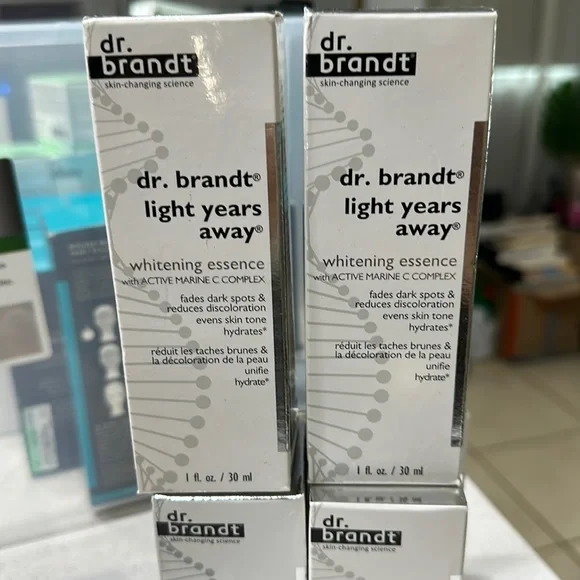 dr.
brandt
skin-changing science
dr. brandt®
light years
away®
whitening essence
with ACTIVE MARINE C COMPLEX
fades dark spots &
reduces discoloration
evens skin tone
hydrates*
réduit les taches brunes &
la décoloration de la peau
unifie
hydrate*
1 fl. oz. / 30 ml
dr.
brandt®
skin-changing science
dr. brandt®
light years
away®
whitening essence
with ACTIVE MARINE C COMPLEX
fades dark spots &
reduces discoloration
evens skin tone
hydrates*
réduit les taches brunes &
la décoloration de la peau
unifie
hydrate*
1 fl. oz. / 30 ml
dr.
brandt
skin-changing science
dr.
brandt
skin-changing science